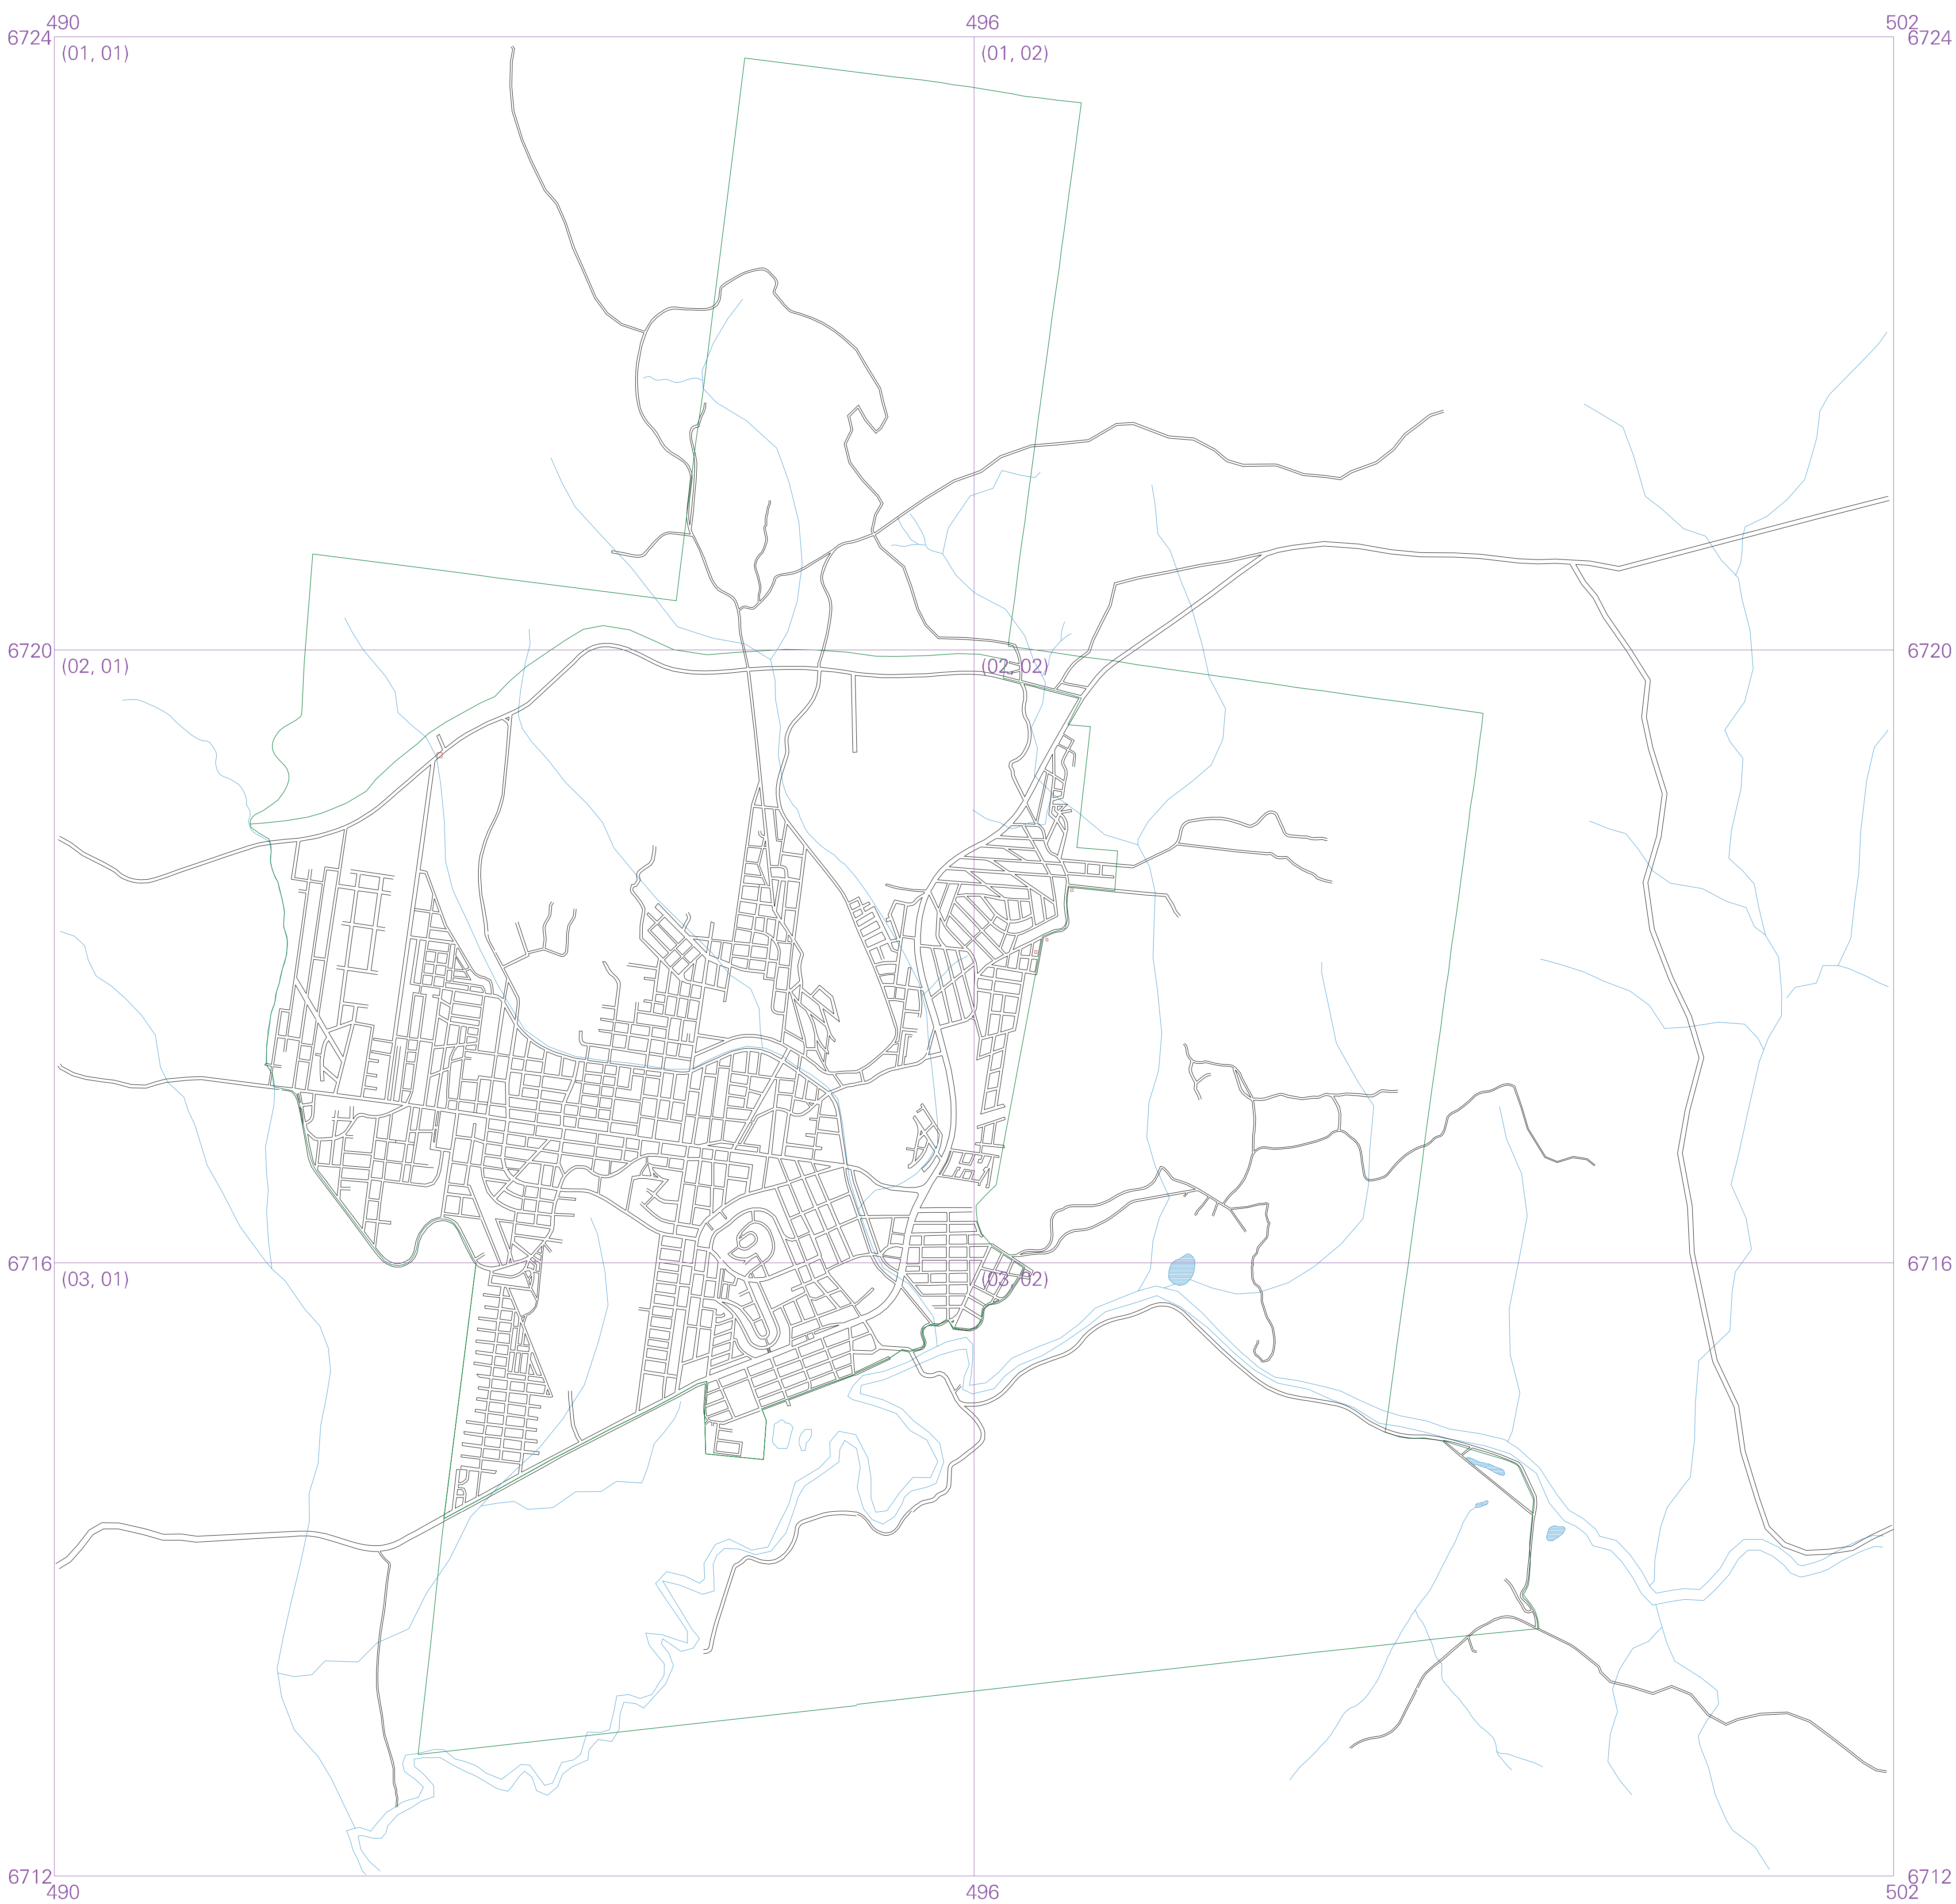 490 496 502
6724 6724
(01, 01) (01, 02)
6720 6720
(02, 01) (02, 02)
6716 6716
(03, 01) (03, 02)
6712 6712
490 496 502